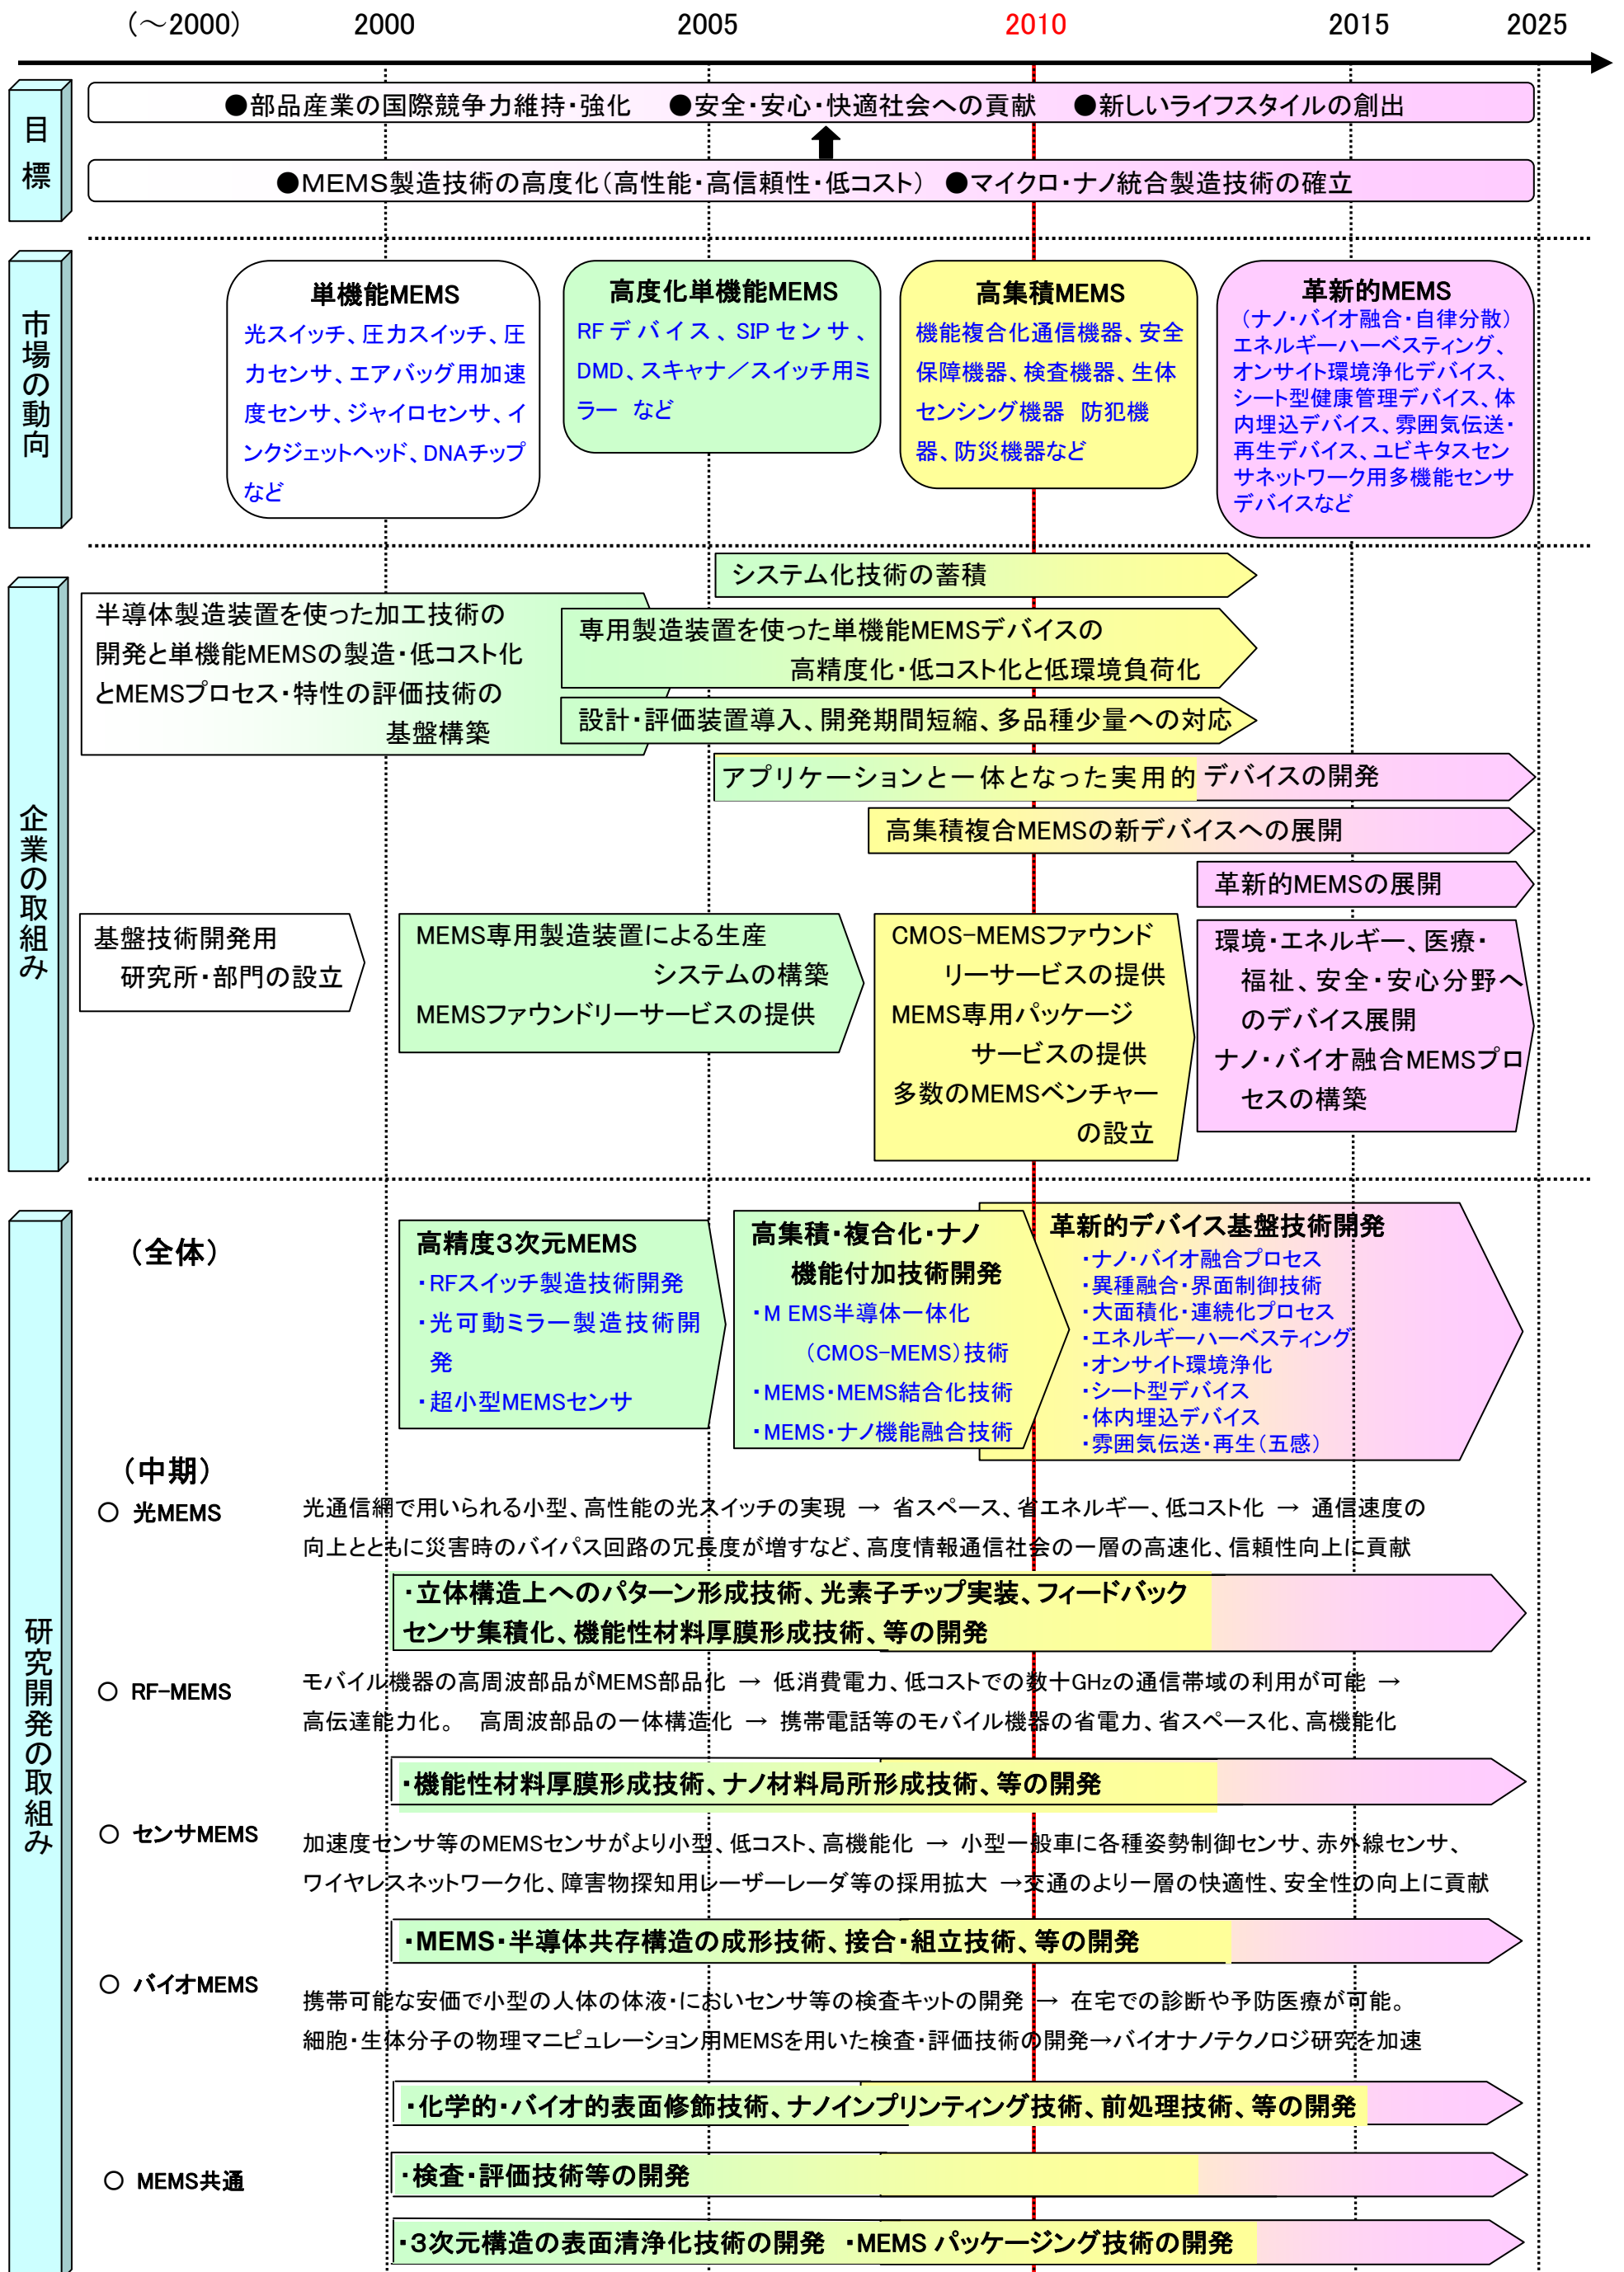 (～2000) 2000 2005 2010 2015 2025
目標
●部品産業の国際競争力維持・強化 ●安全・安心・快適社会への貢献 ●新しいライフスタイルの創出
●MEMS製造技術の高度化（高性能・高信頼性・低コスト） ●マイクロ・ナノ統合製造技術の確立
市場の動向
単機能MEMS
光スイッチ、圧力スイッチ、圧
力センサ、エアバッグ用加速
度センサ、ジャイロセンサ、イ
ンクジェットヘッド、DNAチップ
など
高度化単機能MEMS
RFデバイス、SIPセンサ、
DMD、スキャナ／スイッチ用ミ
ラー など
高集積MEMS
機能複合化通信機器、安全
保障機器、検査機器、生体
センシング機器 防犯機
器、防災機器など
革新的MEMS
（ナノ・バイオ融合・自律分散）
エネルギーハーベスティング、
オンサイト環境浄化デバイス、
シート型健康管理デバイス、体
内埋込デバイス、雰囲気伝送・
再生デバイス、ユビキタスセン
サネットワーク用多機能センサ
デバイスなど
企業の取組み
システム化技術の蓄積
半導体製造装置を使った加工技術の
開発と単機能MEMSの製造・低コスト化
とMEMSプロセス・特性の評価技術の
基盤構築
専用製造装置を使った単機能MEMSデバイスの
高精度化・低コスト化と低環境負荷化
設計・評価装置導入、開発期間短縮、多品種少量への対応
アプリケーションと一体となった実用的デバイスの開発
高集積複合MEMSの新デバイスへの展開
革新的MEMSの展開
基盤技術開発用
研究所・部門の設立
MEMS専用製造装置による生産
システムの構築
MEMSファウンドリーサービスの提供
CMOS-MEMSファウンド
リーサービスの提供
MEMS専用パッケージ
サービスの提供
多数のMEMSベンチャー
の設立
環境・エネルギー、医療・
福祉、安全・安心分野へ
のデバイス展開
ナノ・バイオ融合MEMSプロ
セスの構築
研究開発の取組み
（全体）
高精度３次元MEMS
・RFスイッチ製造技術開発
・光可動ミラー製造技術開
発
・超小型MEMSセンサ
高集積・複合化・ナノ
機能付加技術開発
・M EMS半導体一体化
（CMOS-MEMS）技術
・MEMS・MEMS結合化技術
・MEMS・ナノ機能融合技術
革新的デバイス基盤技術開発
・ナノ・バイオ融合プロセス
・異種融合・界面制御技術
・大面積化・連続化プロセス
・エネルギーハーベスティング
・オンサイト環境浄化
・シート型デバイス
・体内埋込デバイス
・雰囲気伝送・再生（五感）
（中期）
○ 光MEMS
光通信網で用いられる小型、高性能の光スイッチの実現 → 省スペース、省エネルギー、低コスト化 → 通信速度の
向上とともに災害時のバイパス回路の冗長度が増すなど、高度情報通信社会の一層の高速化、信頼性向上に貢献
・立体構造上へのパターン形成技術、光素子チップ実装、フィードバック
センサ集積化、機能性材料厚膜形成技術、等の開発
○ RF-MEMS
モバイル機器の高周波部品がMEMS部品化 → 低消費電力、低コストでの数十GHzの通信帯域の利用が可能 →
高伝達能力化。 高周波部品の一体構造化 → 携帯電話等のモバイル機器の省電力、省スペース化、高機能化
・機能性材料厚膜形成技術、ナノ材料局所形成技術、等の開発
○ センサMEMS
加速度センサ等のMEMSセンサがより小型、低コスト、高機能化 → 小型一般車に各種姿勢制御センサ、赤外線センサ、
ワイヤレスネットワーク化、障害物探知用レーザーレーダ等の採用拡大 →交通のより一層の快適性、安全性の向上に貢献
・MEMS・半導体共存構造の成形技術、接合・組立技術、等の開発
○ バイオMEMS
携帯可能な安価で小型の人体の体液・においセンサ等の検査キットの開発 → 在宅での診断や予防医療が可能。
細胞・生体分子の物理マニピュレーション用MEMSを用いた検査・評価技術の開発→バイオナノテクノロジ研究を加速
・化学的・バイオ的表面修飾技術、ナノインプリンティング技術、前処理技術、等の開発
○ MEMS共通
・検査・評価技術等の開発
・３次元構造の表面清浄化技術の開発 ・MEMS パッケージング技術の開発